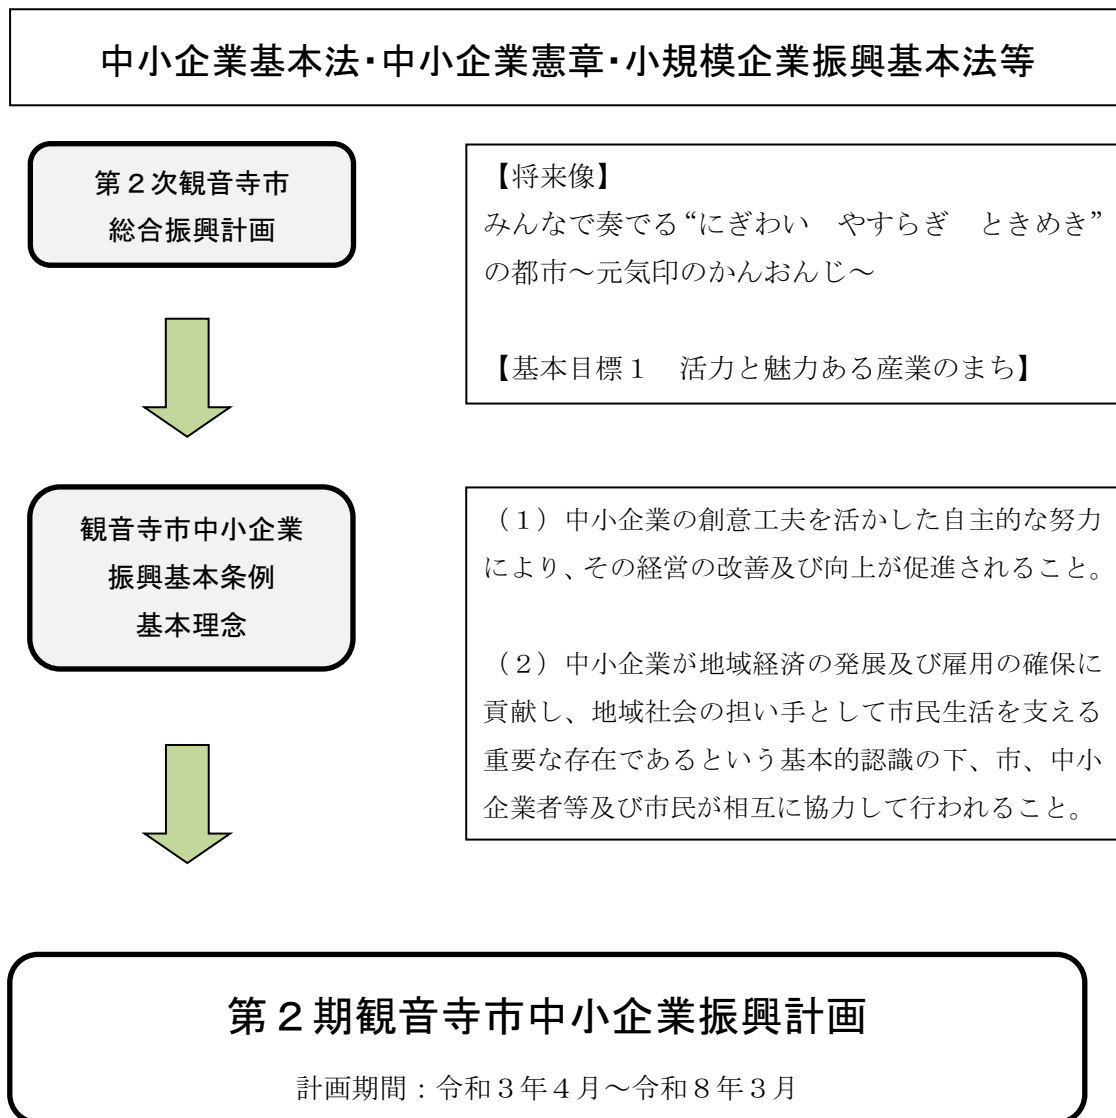 中小企業基本法・中小企業憲章・小規模企業振興基本法等
第２次観音寺市
総合振興計画
【将来像】
みんなで奏でる“にぎわい　やすらぎ　ときめき”
の都市～元気印のかんおんじ～
【基本目標１　活力と魅力ある産業のまち】
観音寺市中小企業
振興基本条例
基本理念
（１）中小企業の創意工夫を活かした自主的な努力
により、その経営の改善及び向上が促進されること。
（２）中小企業が地域経済の発展及び雇用の確保に
貢献し、地域社会の担い手として市民生活を支える
重要な存在であるという基本的認識の下、市、中小
企業者等及び市民が相互に協力して行われること。
第２期観音寺市中小企業振興計画
計画期間：令和３年４月～令和８年３月